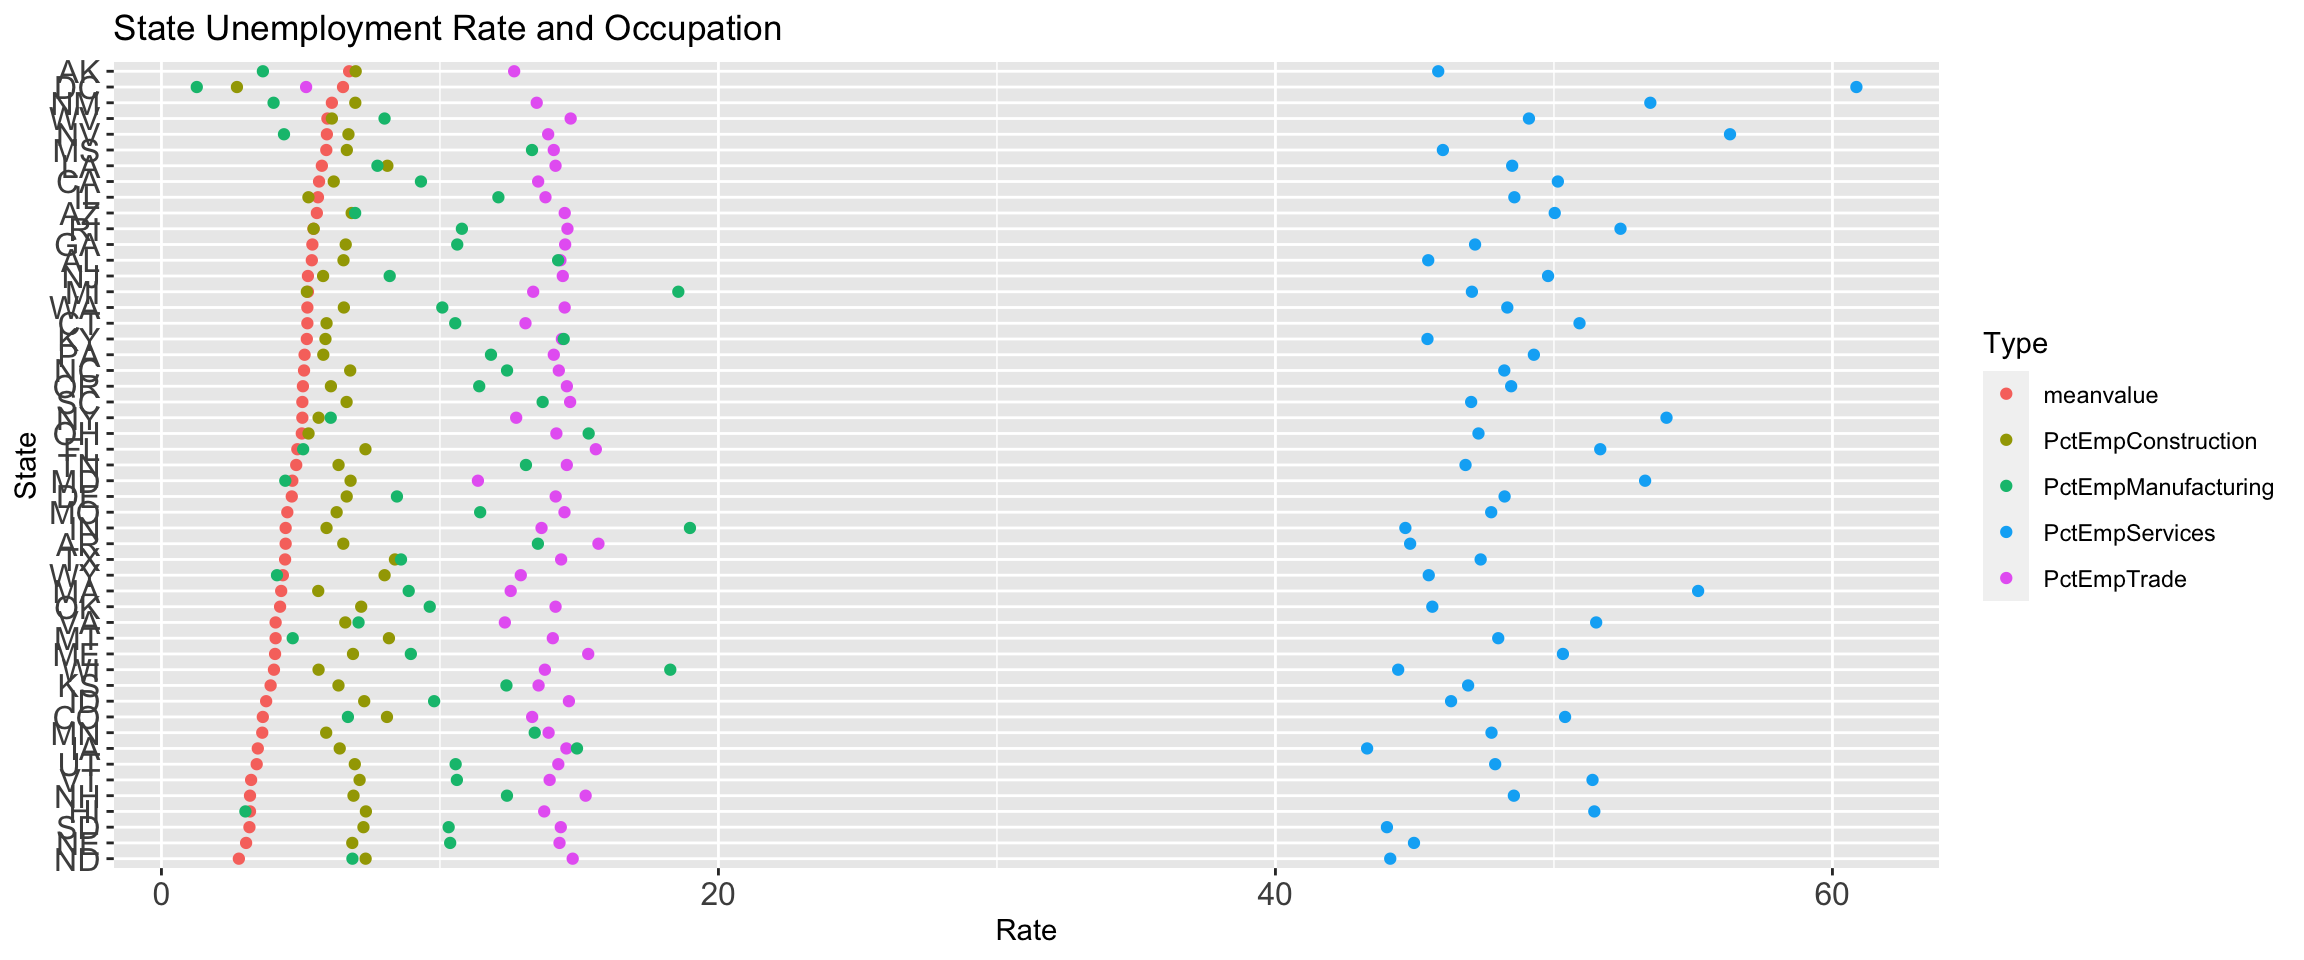 State Unemployment Rate and Occupation
State
AK
DC
NM
WV
NV
MS
LA
CA
IL
AZ
RI
GA
AL
NJ
MI
WA
CT
KY
PA
NC
OR
SC
NY
OH
FL
TN
MD
DE
MO
IN
AR
TX
WY
MA
OK
VA
MT
ME
WI
KS
ID
CO
MN
IA
UT
VT
NH
HI
SD
NE
ND
0 20 40 60
Rate
Type
meanvalue
PctEmpConstruction
PctEmpManufacturing
PctEmpServices
PctEmpTrade